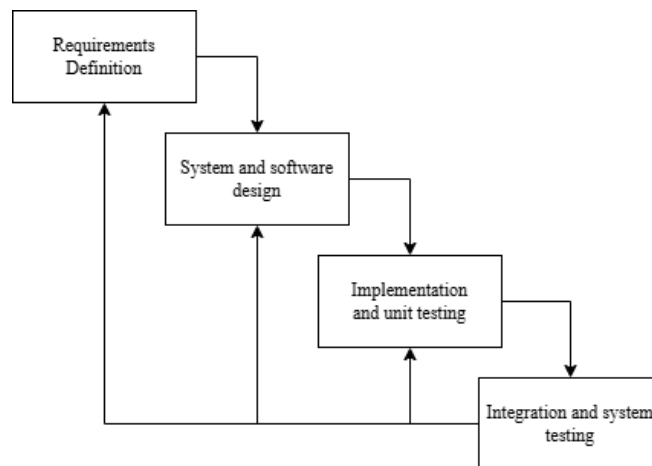 Requirements
Definition
System and software
design
Implementation
and unit testing
Integration and system
testing